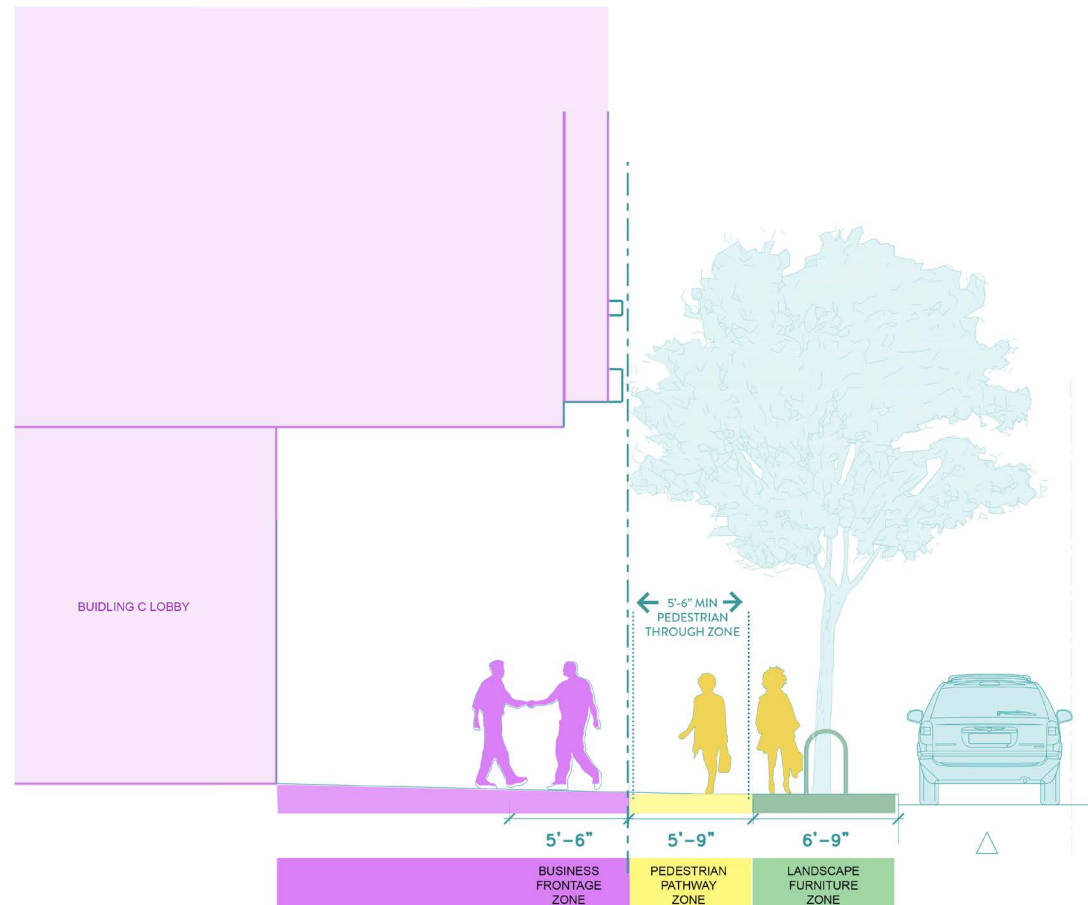 BUIDLING C LOBBY
5'-6" MIN
PEDESTRIAN
THROUGH ZONE
5'-6"
5'-9"
6'-9"
BUSINESS
FRONTAGE
ZONE
PEDESTRIAN
PATHWAY
ZONE
LANDSCAPE
FURNITURE
ZONE